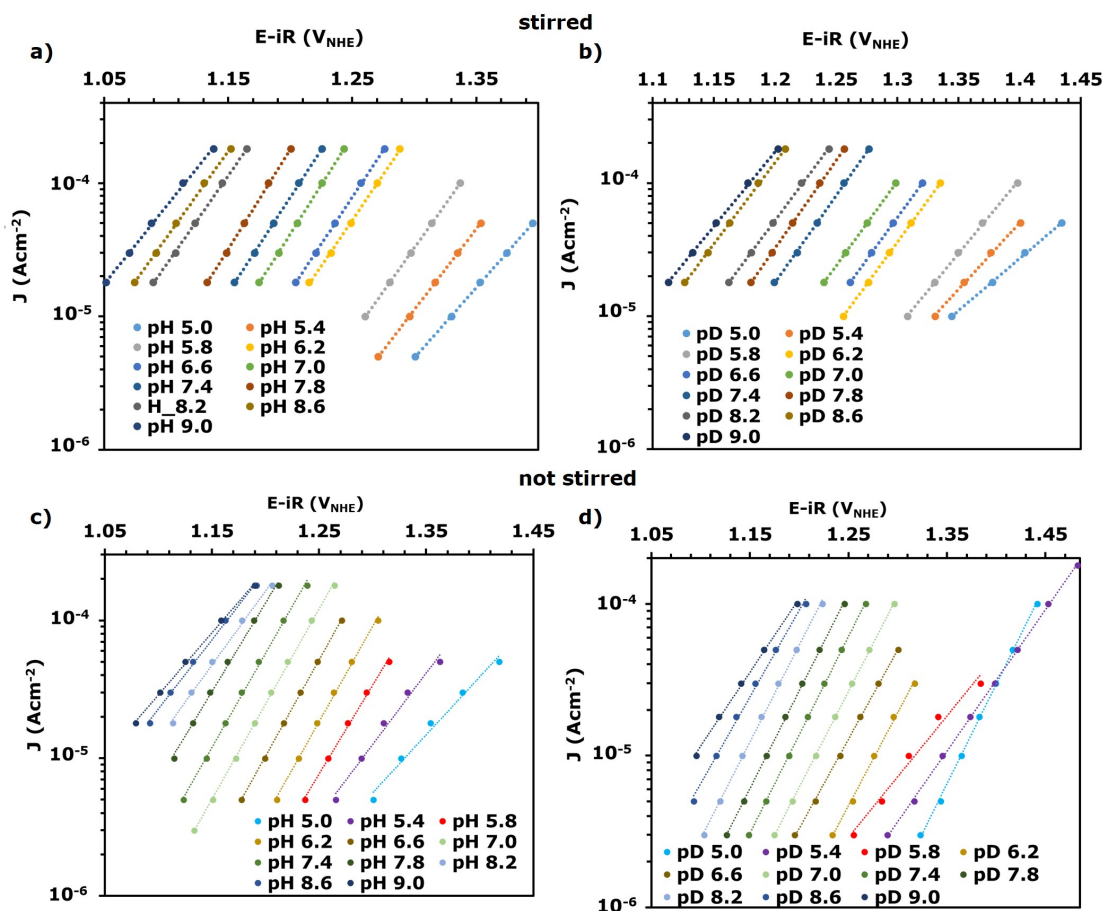 stirred
a)
E-iR (VNHE)
1.05 1.15 1.25 1.35
J (Acm-2)
10-4
10-5
10-6
pH 5.0 pH 5.4
pH 5.8 pH 6.2
pH 6.6 pH 7.0
pH 7.4 pH 7.8
H_8.2 pH 8.6
pH 9.0
b)
E-iR (VNHE)
1.1 1.15 1.2 1.25 1.3 1.35 1.4 1.45
J (Acm-2)
10-4
10-5
10-6
pD 5.0 pD 5.4
pD 5.8 pD 6.2
pD 6.6 pD 7.0
pD 7.4 pD 7.8
pD 8.2 pD 8.6
pD 9.0
not stirred
c)
E-iR (VNHE)
1.05 1.15 1.25 1.35 1.45
J (Acm-2)
10-4
10-5
10-6
pH 5.0 pH 5.4 pH 5.8
pH 6.2 pH 6.6 pH 7.0
pH 7.4 pH 7.8 pH 8.2
pH 8.6 pH 9.0
d)
E-iR (VNHE)
1.05 1.15 1.25 1.35 1.45
J (Acm-2)
10-4
10-5
10-6
pD 5.0 pD 5.4 pD 5.8 pD 6.2
pD 6.6 pD 7.0 pD 7.4 pD 7.8
pD 8.2 pD 8.6 pD 9.0